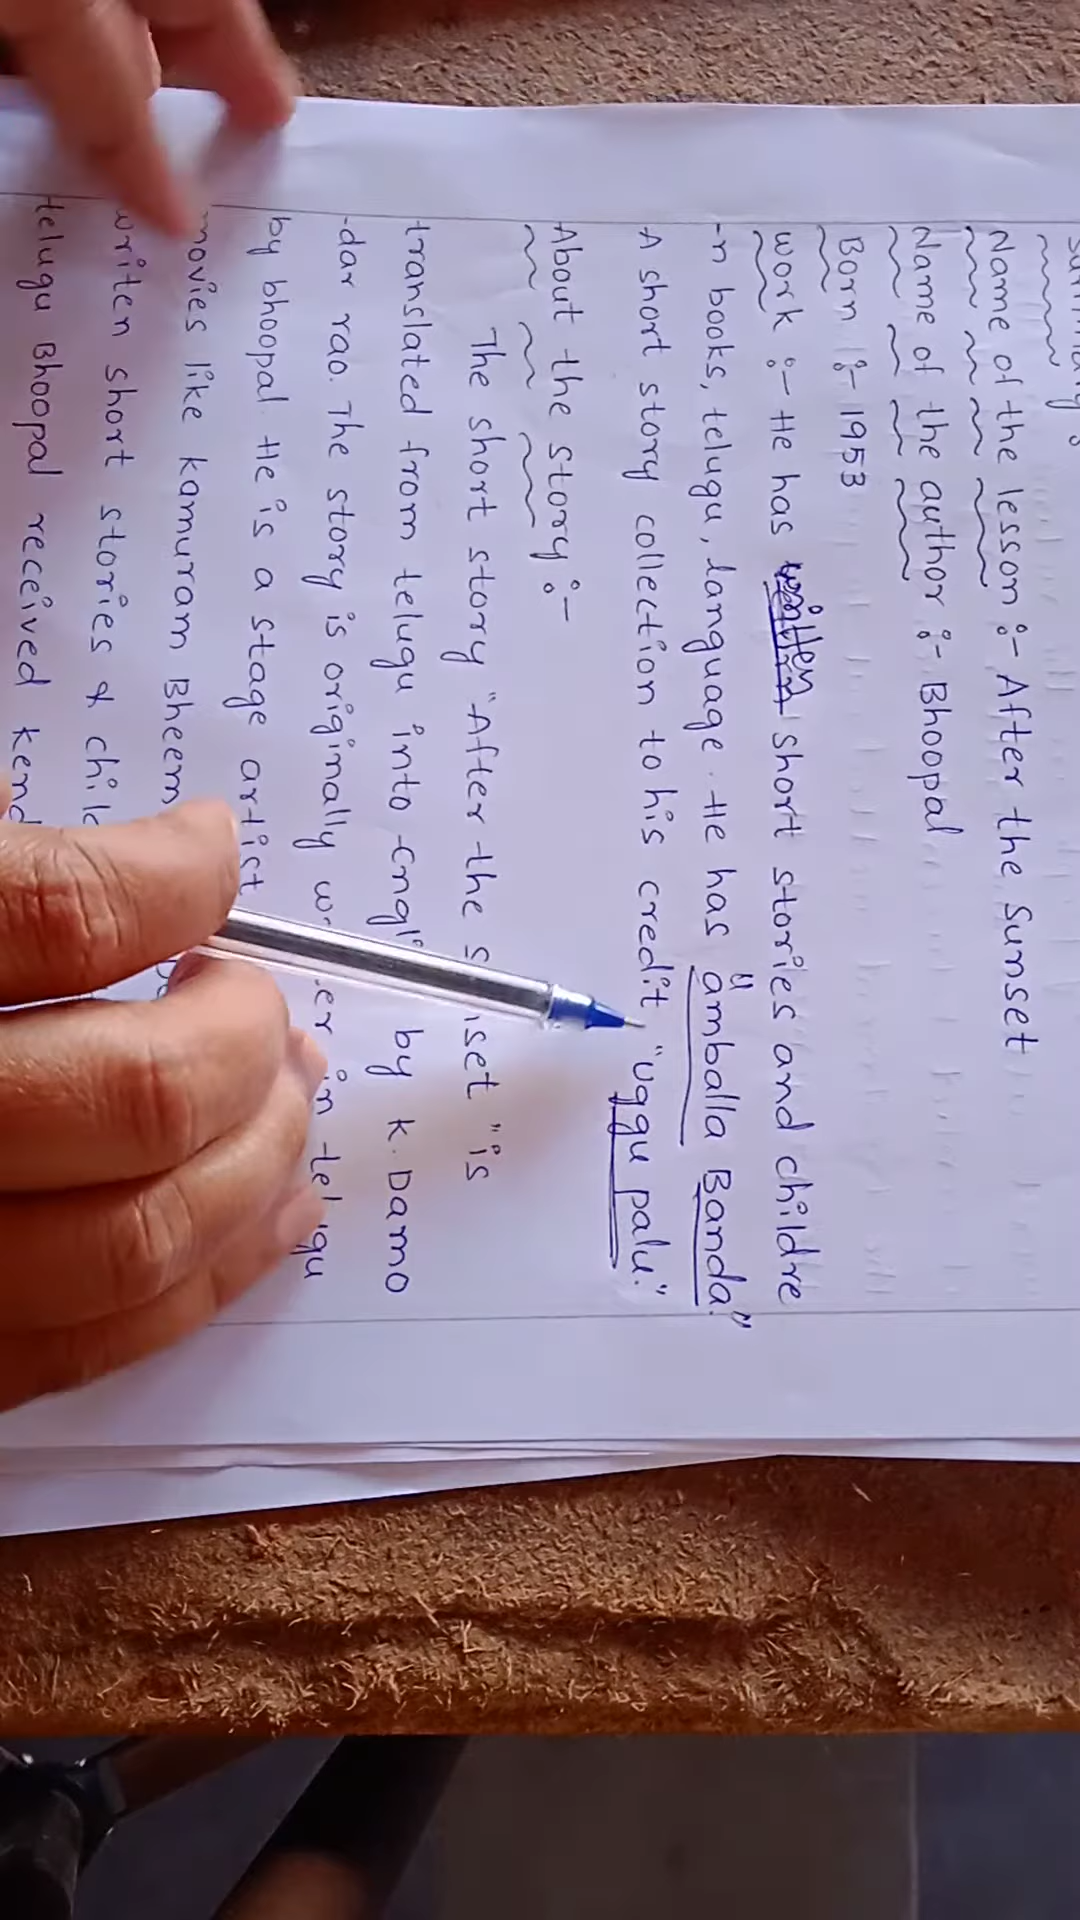 Name of the lesson :- After the Sunset
Name of the author :- Bhoopal
Born :- 1953
work :- He has written short stories and childre
-n books, telugu, language. He has "amballa Banda."
A short story collection to his credit "uggu palu."
About the story :-
The short story "After the is
translated from telugu into by k. Damo
-dar rao. The story is originally in telugu
by bhoopal. He is a stage artist
movies like kamuram Bheem
writen short stories &
telugu Bhoopal received